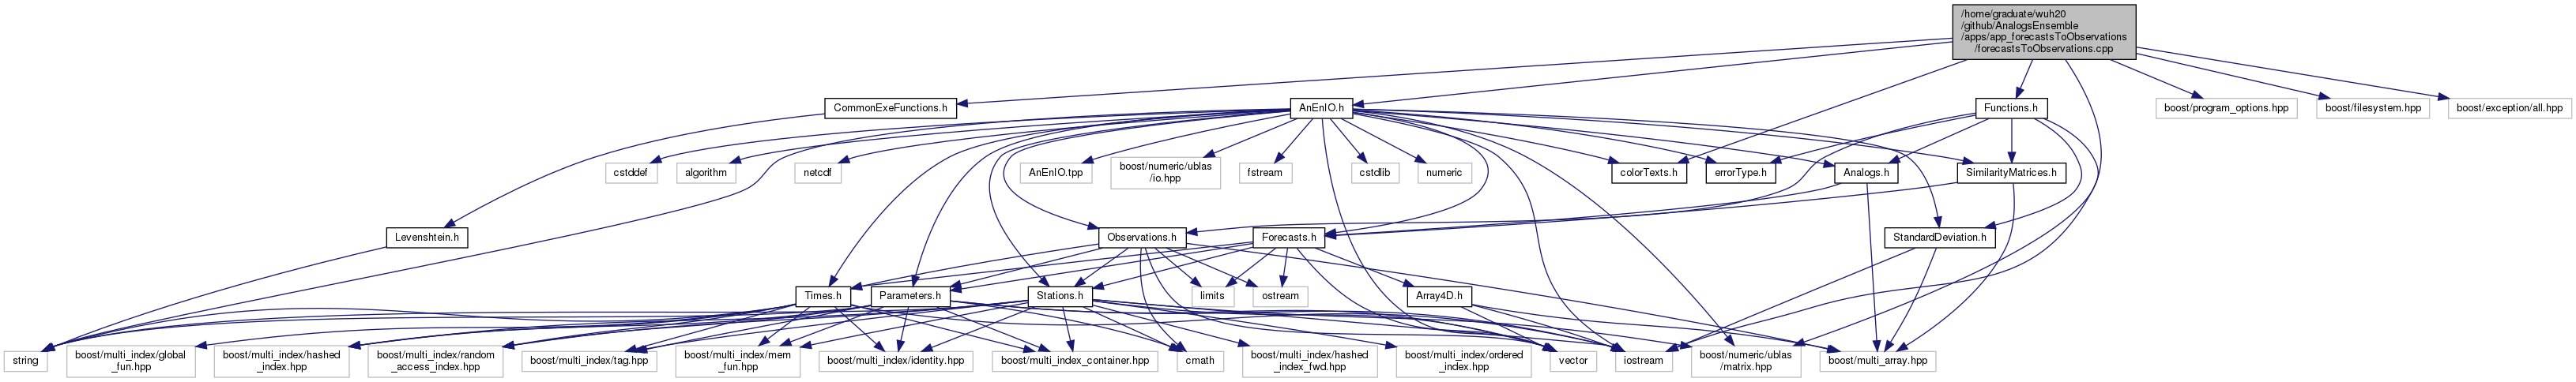 /home/graduate/wuh20
/github/AnalogsEnsemble
/apps/app_forecastsToObservations
/forecastsToObservations.cpp
CommonExeFunctions.h
AnEnIO.h
Functions.h
boost/program_options.hpp
boost/filesystem.hpp
boost/exception/all.hpp
cstddef
algorithm
netcdf
AnEnIO.tpp
boost/numeric/ublas
/io.hpp
fstream
cstdlib
numeric
colorTexts.h
errorType.h
Analogs.h
SimilarityMatrices.h
Levenshtein.h
Observations.h
Forecasts.h
StandardDeviation.h
Times.h
Parameters.h
Stations.h
limits
ostream
Array4D.h
string
boost/multi_index/global
_fun.hpp
boost/multi_index/hashed
_index.hpp
boost/multi_index/random
_access_index.hpp
boost/multi_index/tag.hpp
boost/multi_index/mem
_fun.hpp
boost/multi_index/identity.hpp
boost/multi_index_container.hpp
cmath
boost/multi_index/hashed
_index_fwd.hpp
boost/multi_index/ordered
_index.hpp
vector
iostream
boost/numeric/ublas
/matrix.hpp
boost/multi_array.hpp